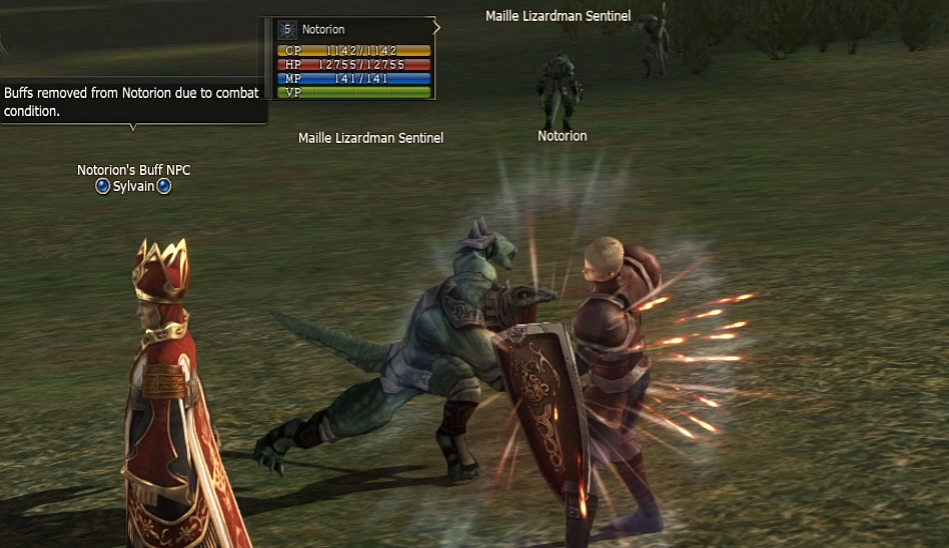 Maille Lizardman Sentinel
5 Notorion
CP 1142/1142
HP 12755/12755
MP 141/141
VP
Buffs removed from Notorion due to combat
condition.
Maille Lizardman Sentinel
Notorion
Notorion's Buff NPC
Sylvain